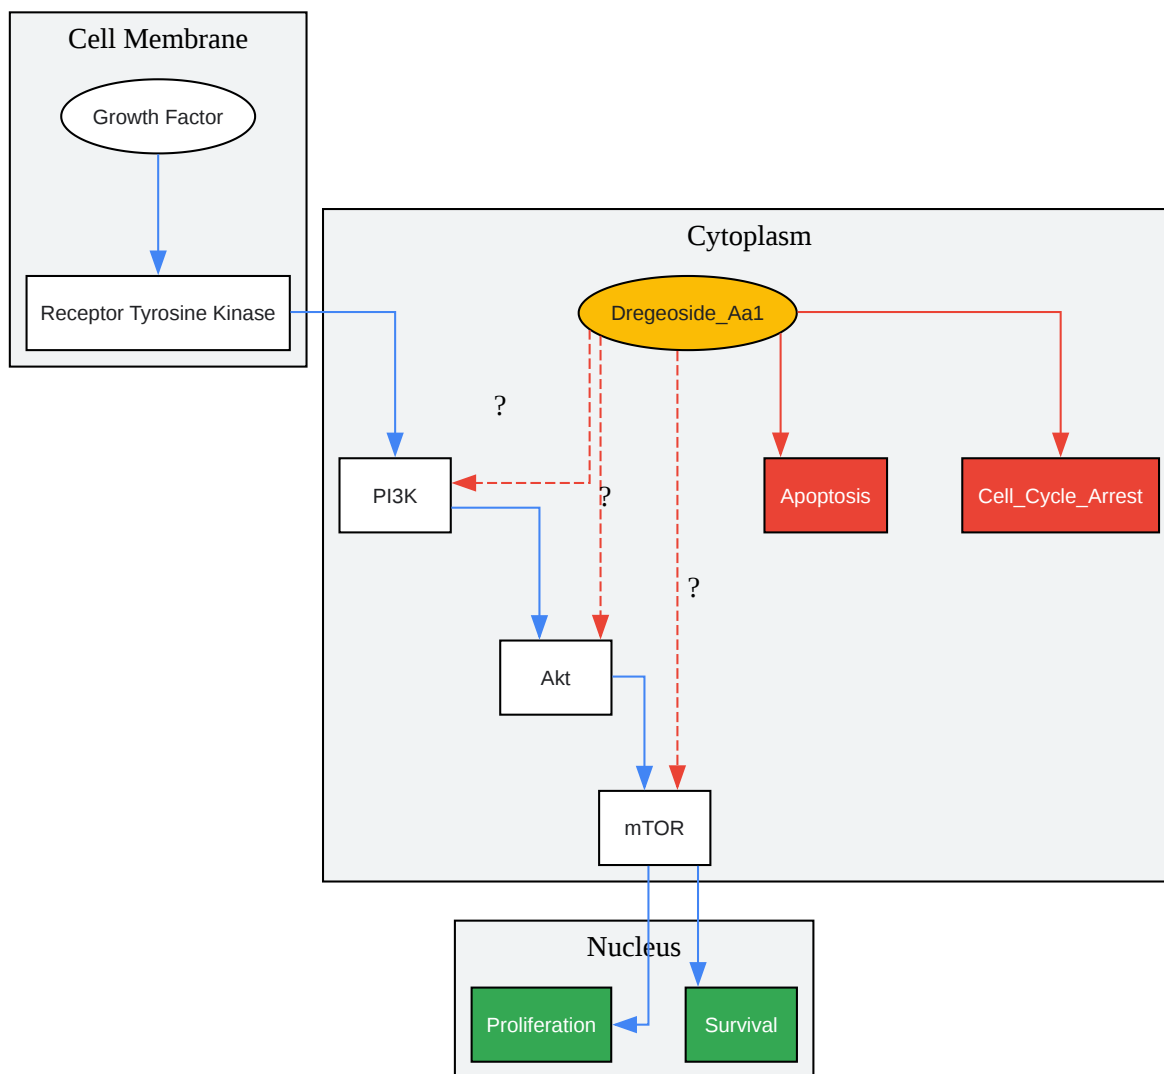 Cell Membrane
Growth Factor
Receptor Tyrosine Kinase
Cytoplasm
Dregeoside_Aa1
?
PI3K
?
Apoptosis
Cell_Cycle_Arrest
?
Akt
mTOR
Nucleus
Proliferation
Survival